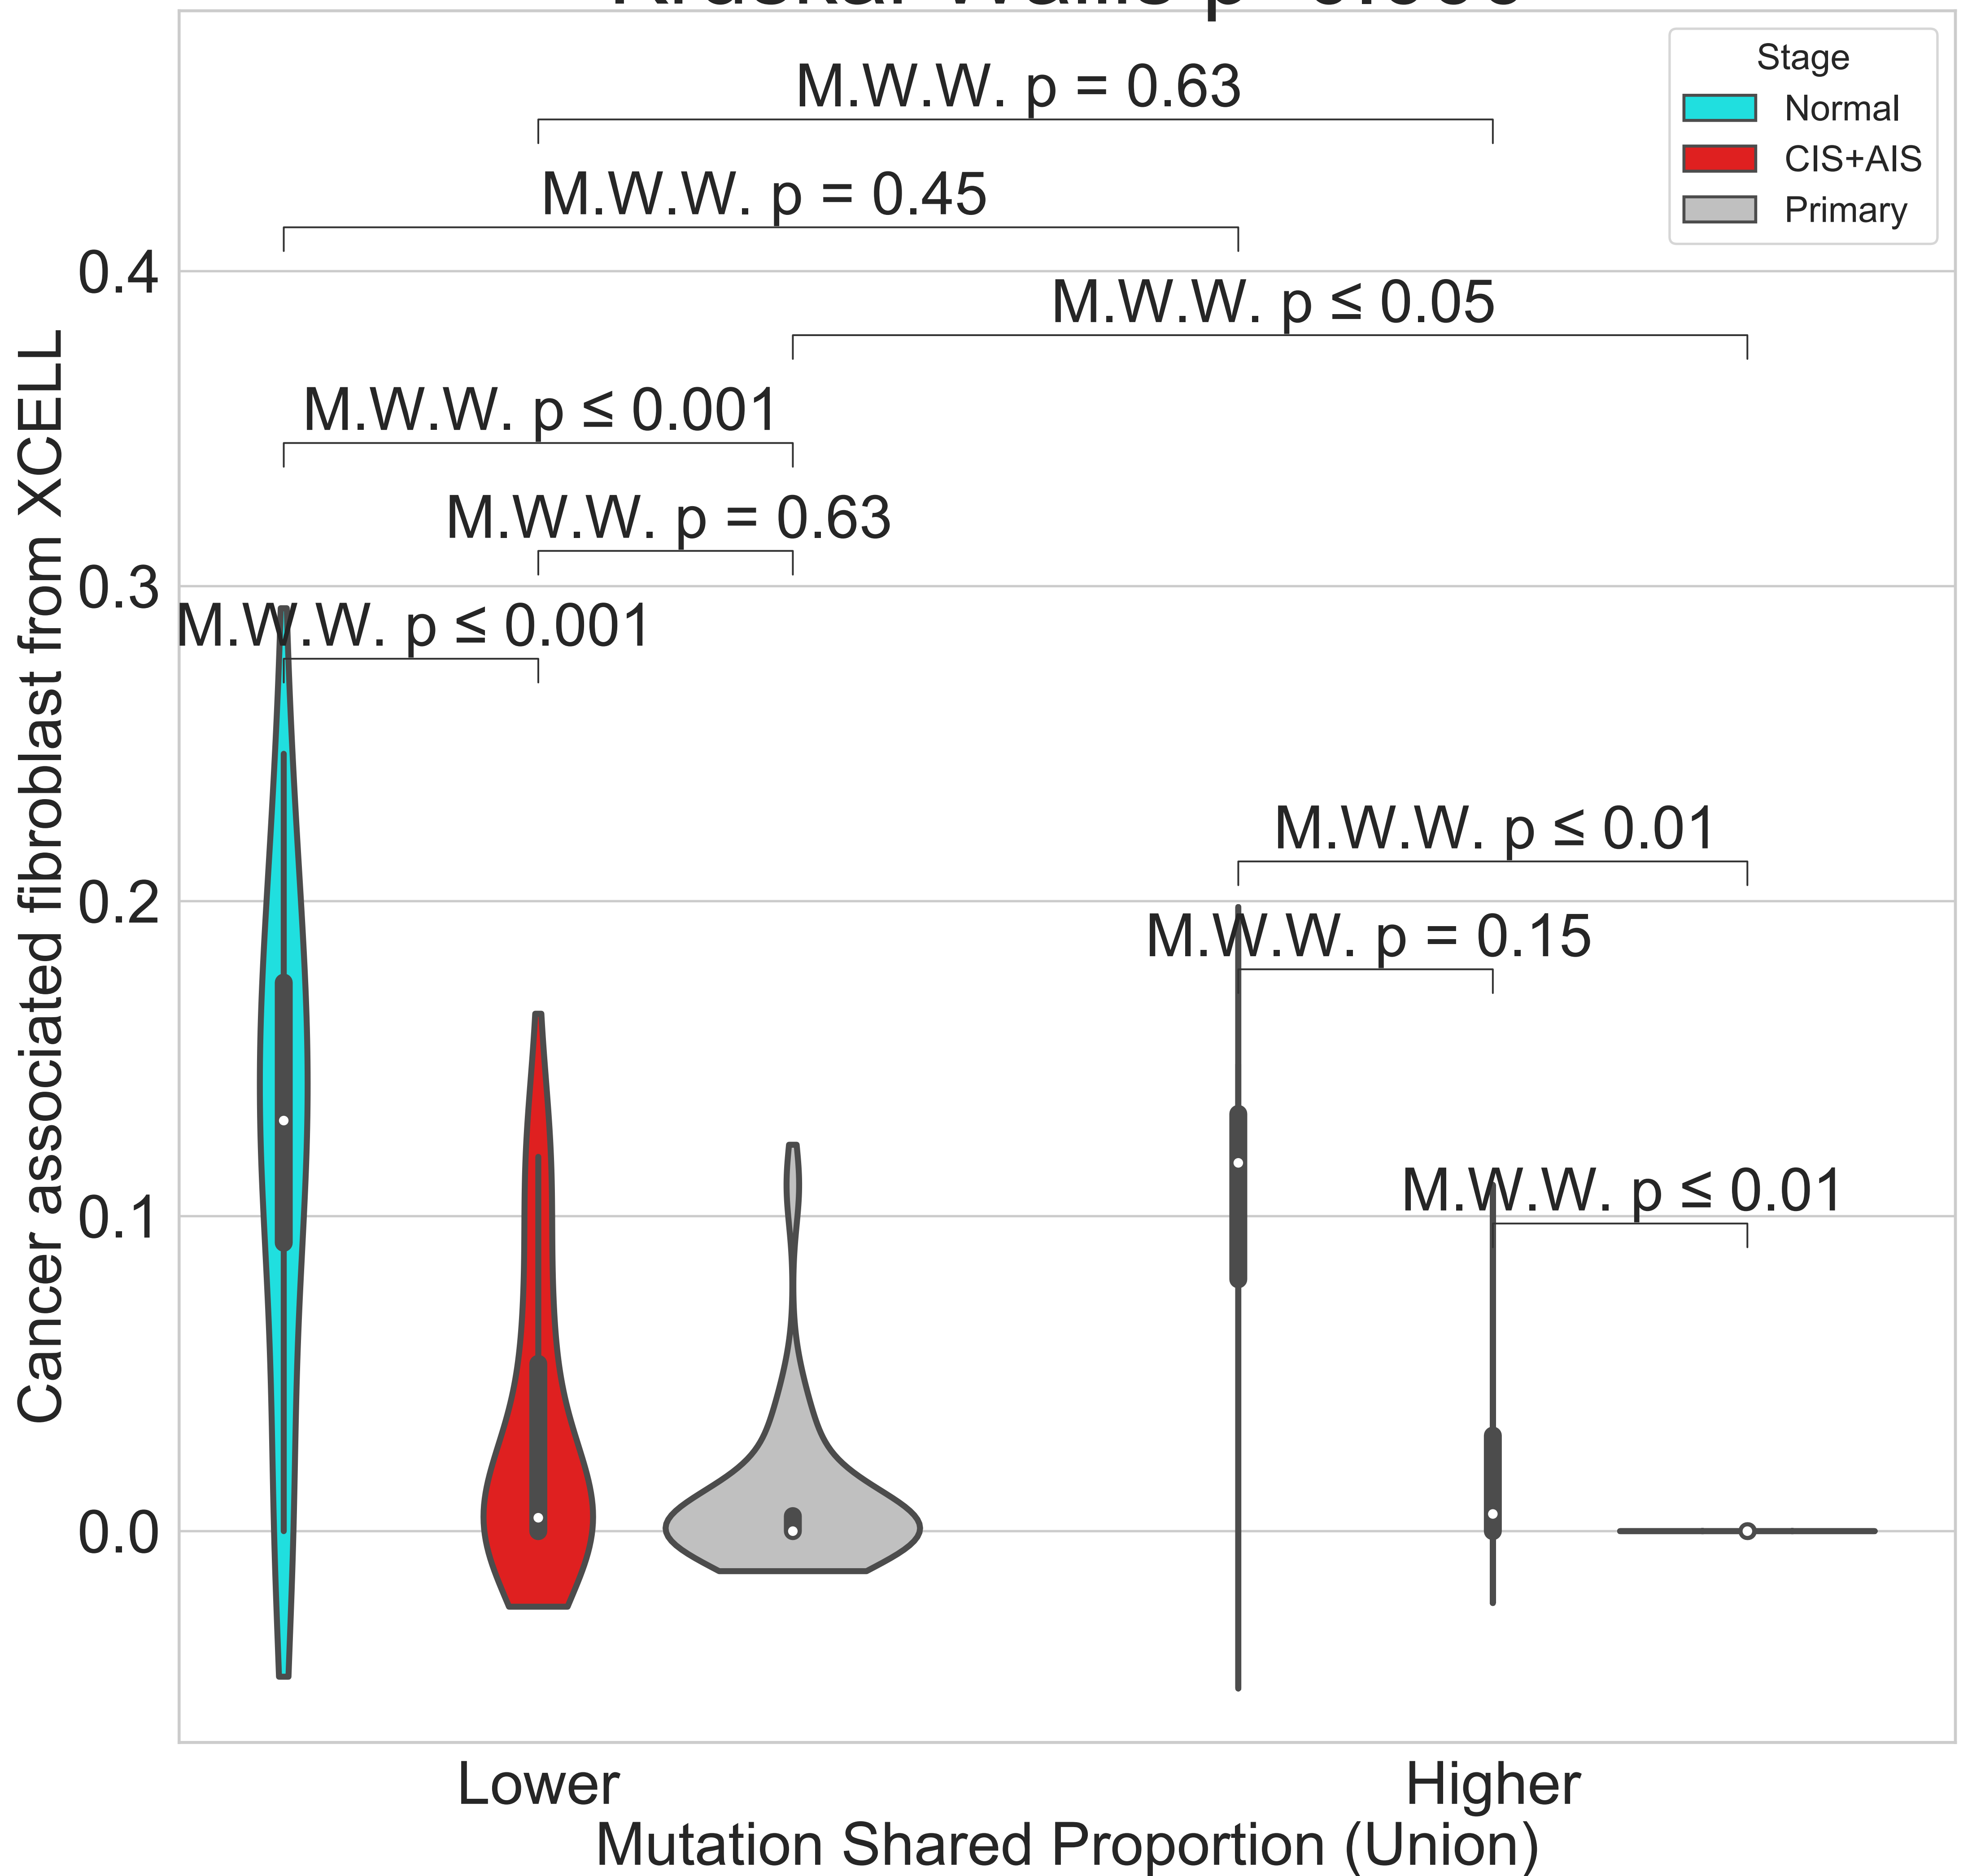 Stage
Normal
CIS+AIS
Primary
M.W.W. p = 0.63
M.W.W. p = 0.45
M.W.W. p ≤ 0.05
M.W.W. p ≤ 0.001
M.W.W. p = 0.63
M.W.W. p ≤ 0.001
M.W.W. p ≤ 0.01
M.W.W. p = 0.15
M.W.W. p ≤ 0.01
Cancer associated fibroblast from XCELL
0.4
0.3
0.2
0.1
0.0
Lower
Higher
Mutation Shared Proportion (Union)